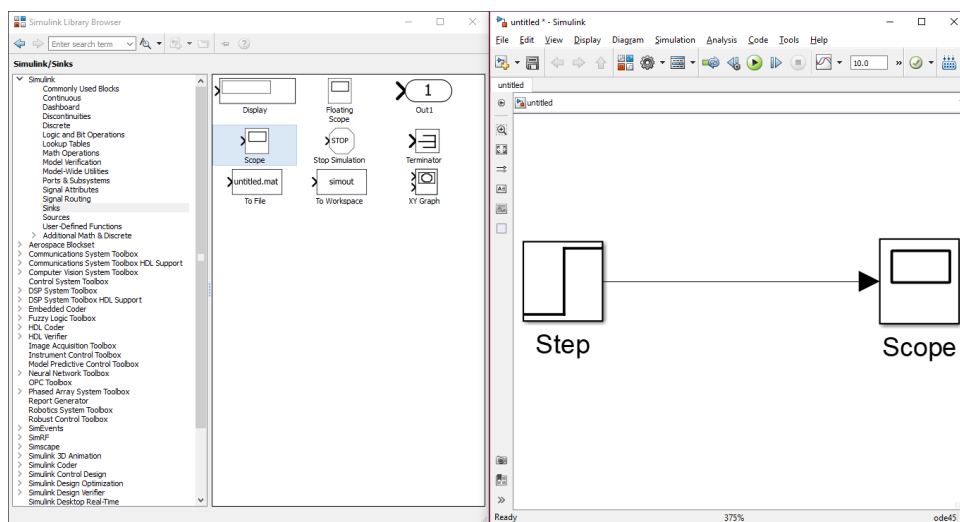 Simulink Library Browser
Enter search term
Simulink/Sinks
Simulink
Commonly Used Blocks
Continuous
Dashboard
Discontinuities
Discrete
Logic and Bit Operations
Lookup Tables
Math Operations
Model Verification
Model-Wide Utilities
Ports & Subsystems
Signal Attributes
Signal Routing
Sinks
Sources
User-Defined Functions
Additional Math & Discrete
Aerospace Blockset
Communications System Toolbox
Communications System Toolbox HDL Support
Computer Vision System Toolbox
Control System Toolbox
DSP System Toolbox
DSP System Toolbox HDL Support
Embedded Coder
Fuzzy Logic Toolbox
HDL Coder
HDL Verifier
Image Acquisition Toolbox
Instrument Control Toolbox
Model Predictive Control Toolbox
Neural Network Toolbox
OPC Toolbox
Phased Array System Toolbox
Report Generator
Robotics System Toolbox
Robust Control Toolbox
SimEvents
SimRF
Simscape
Simulink 3D Animation
Simulink Coder
Simulink Control Design
Simulink Design Optimization
Simulink Design Verifier
Simulink Desktop Real-Time
Display
Floating Scope
1
Out1
Scope
STOP
Stop Simulation
Terminator
untitled.mat
To File
simout
To Workspace
XY Graph
untitled * - Simulink
File Edit View Display Diagram Simulation Analysis Code Tools Help
10.0
untitled
untitled
Step
Scope
Ready 375% ode45